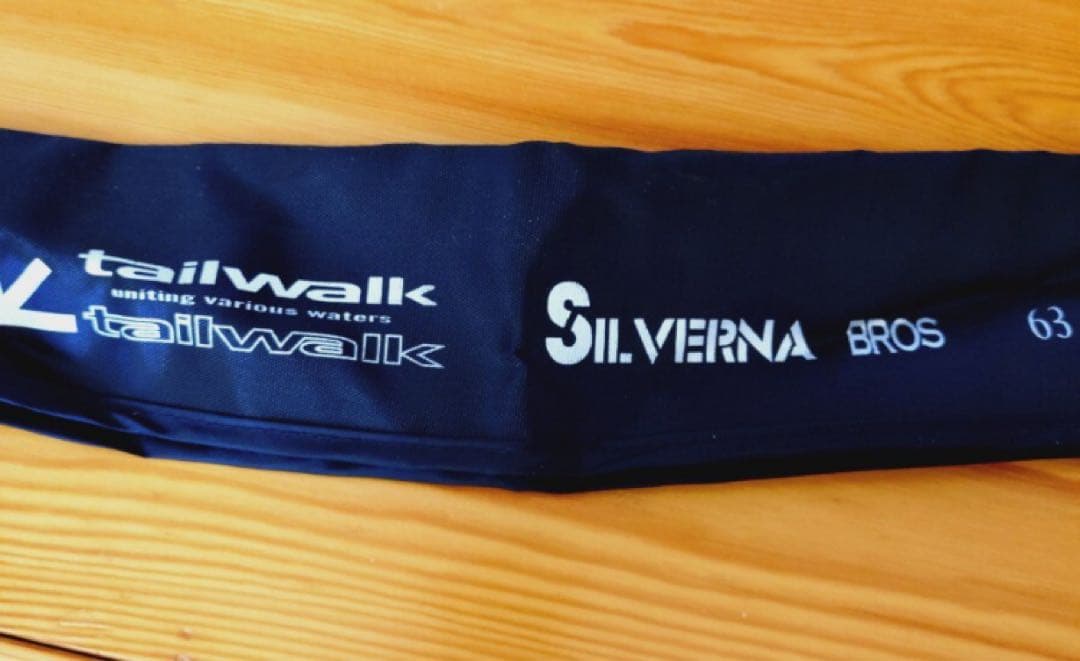 tailwalk
uniting various waters
tailwalk
SILVERNA BROS 63